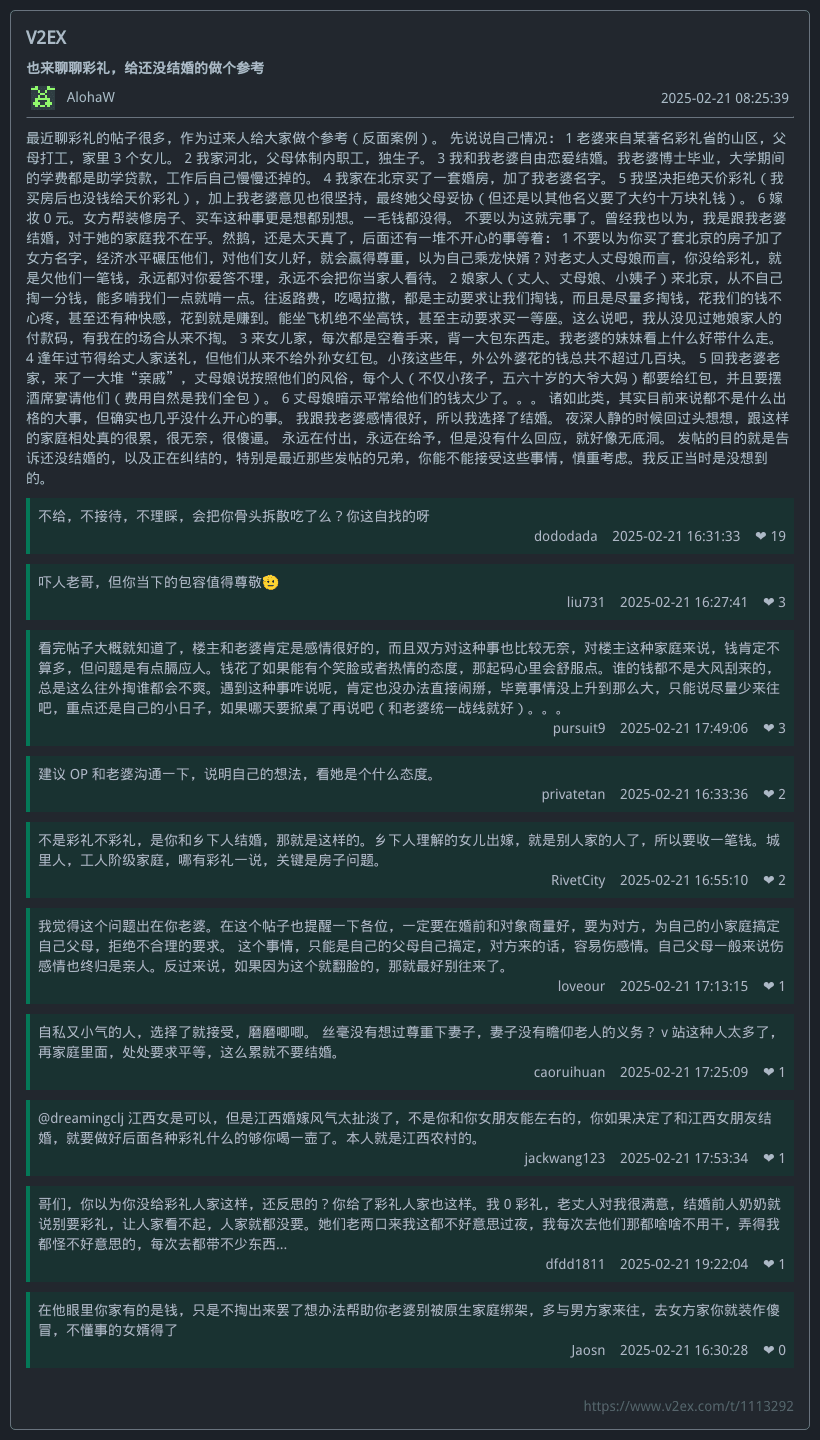 V2EX
也来聊聊彩礼，给还没结婚的做个参考
AlohaW
2025-02-21 08:25:39
最近聊彩礼的帖子很多，作为过来人给大家做个参考（反面案例）。 先说说自己情况： 1 老婆来自某著名彩礼省的山区，父
母打工，家里 3 个女儿。 2 我家河北，父母体制内职工，独生子。 3 我和我老婆自由恋爱结婚。我老婆博士毕业，大学期间
的学费都是助学贷款，工作后自己慢慢还掉的。 4 我家在北京买了一套婚房，加了我老婆名字。 5 我坚决拒绝天价彩礼（我
买房后也没钱给天价彩礼），加上我老婆意见也很坚持，最终她父母妥协（但还是以其他名义要了大约十万块礼钱）。 6 嫁
妆 0 元。女方帮装修房子、买车这种事更是想都别想。一毛钱都没得。 不要以为这就完事了。曾经我也以为，我是跟我老婆
结婚，对于她的家庭我不在乎。然鹅，还是太天真了，后面还有一堆不开心的事等着： 1 不要以为你买了套北京的房子加了
女方名字，经济水平碾压他们，对他们女儿好，就会赢得尊重，以为自己乘龙快婿？对老丈人丈母娘而言，你没给彩礼，就
是欠他们一笔钱，永远都对你爱答不理，永远不会把你当家人看待。 2 娘家人（丈人、丈母娘、小姨子）来北京，从不自己
掏一分钱，能多啃我们一点就啃一点。往返路费，吃喝拉撒，都是主动要求让我们掏钱，而且是尽量多掏钱，花我们的钱不
心疼，甚至还有种快感，花到就是赚到。能坐飞机绝不坐高铁，甚至主动要求买一等座。这么说吧，我从没见过她娘家人的
付款码，有我在的场合从来不掏。 3 来女儿家，每次都是空着手来，背一大包东西走。我老婆的妹妹看上什么好带什么走。
4 逢年过节得给丈人家送礼，但他们从来不给外孙女红包。小孩这些年，外公外婆花的钱总共不超过几百块。 5 回我老婆老
家，来了一大堆“亲戚”，丈母娘说按照他们的风俗，每个人（不仅小孩子，五六十岁的大爷大妈）都要给红包，并且要摆
酒席宴请他们（费用自然是我们全包）。 6 丈母娘暗示平常给他们的钱太少了。。。 诸如此类，其实目前来说都不是什么出
格的大事，但确实也几乎没什么开心的事。 我跟我老婆感情很好，所以我选择了结婚。 夜深人静的时候回过头想想，跟这样
的家庭相处真的很累，很无奈，很傻逼。 永远在付出，永远在给予，但是没有什么回应，就好像无底洞。 发帖的目的就是告
诉还没结婚的，以及正在纠结的，特别是最近那些发帖的兄弟，你能不能接受这些事情，慎重考虑。我反正当时是没想到
的。
不给，不接待，不理睬，会把你骨头拆散吃了么？你这自找的呀
dododada 2025-02-21 16:31:33 ❤ 19
吓人老哥，但你当下的包容值得尊敬🫡
liu731 2025-02-21 16:27:41 ❤ 3
看完帖子大概就知道了，楼主和老婆肯定是感情很好的，而且双方对这种事也比较无奈，对楼主这种家庭来说，钱肯定不
算多，但问题是有点膈应人。钱花了如果能有个笑脸或者热情的态度，那起码心里会舒服点。谁的钱都不是大风刮来的，
总是这么往外掏谁都会不爽。遇到这种事咋说呢，肯定也没办法直接闹掰，毕竟事情没上升到那么大，只能说尽量少来往
吧，重点还是自己的小日子，如果哪天要掀桌了再说吧（和老婆统一战线就好）。。。
pursuit9 2025-02-21 17:49:06 ❤ 3
建议 OP 和老婆沟通一下，说明自己的想法，看她是个什么态度。
privatetan 2025-02-21 16:33:36 ❤ 2
不是彩礼不彩礼，是你和乡下人结婚，那就是这样的。乡下人理解的女儿出嫁，就是别人家的人了，所以要收一笔钱。城
里人，工人阶级家庭，哪有彩礼一说，关键是房子问题。
RivetCity 2025-02-21 16:55:10 ❤ 2
我觉得这个问题出在你老婆。在这个帖子也提醒一下各位，一定要在婚前和对象商量好，要为对方，为自己的小家庭搞定
自己父母，拒绝不合理的要求。 这个事情，只能是自己的父母自己搞定，对方来的话，容易伤感情。自己父母一般来说伤
感情也终归是亲人。反过来说，如果因为这个就翻脸的，那就最好别往来了。
loveour 2025-02-21 17:13:15 ❤ 1
自私又小气的人，选择了就接受，磨磨唧唧。 丝毫没有想过尊重下妻子，妻子没有瞻仰老人的义务？ v 站这种人太多了，
再家庭里面，处处要求平等，这么累就不要结婚。
caoruihuan 2025-02-21 17:25:09 ❤ 1
@dreamingclj 江西女是可以，但是江西婚嫁风气太扯淡了，不是你和你女朋友能左右的，你如果决定了和江西女朋友结
婚，就要做好后面各种彩礼什么的够你喝一壶了。本人就是江西农村的。
jackwang123 2025-02-21 17:53:34 ❤ 1
哥们，你以为你没给彩礼人家这样，还反思的？你给了彩礼人家也这样。我 0 彩礼，老丈人对我很满意，结婚前人奶奶就
说别要彩礼，让人家看不起，人家就都没要。她们老两口来我这都不好意思过夜，我每次去他们那都啥啥不用干，弄得我
都怪不好意思的，每次去都带不少东西...
dfdd1811 2025-02-21 19:22:04 ❤ 1
在他眼里你家有的是钱，只是不掏出来罢了想办法帮助你老婆别被原生家庭绑架，多与男方家来往，去女方家你就装作傻
冒，不懂事的女婿得了
Jaosn 2025-02-21 16:30:28 ❤ 0
https://www.v2ex.com/t/1113292